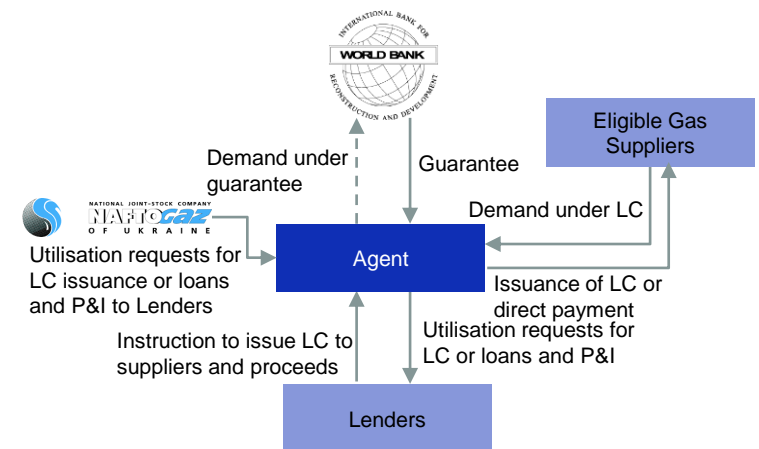 INTERNATIONAL BANK FOR
WORLD BANK
RECONSTRUCTION AND DEVELOPMENT
Eligible Gas
Suppliers
Demand under
guarantee
Guarantee
Demand under LC
NATIONAL JOINT-STOCK COMPANY
NAFTOGAZ
OF UKRAINE
Utilisation requests for
LC issuance or loans
and P&I to Lenders
Agent
Issuance of LC or
direct payment
Instruction to issue LC to
suppliers and proceeds
Utilisation requests for
LC or loans and P&I
Lenders